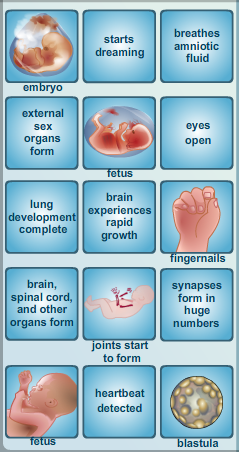 starts
dreaming
breathes
amniotic
fluid
embryo
external
sex
organs
form
eyes
open
fetus
lung
development
complete
brain
experiences
rapid
growth
fingernails
brain,
spinal cord,
and other
organs form
synapses
form in
huge
numbers
joints start
to form
heartbeat
detected
fetus
blastula